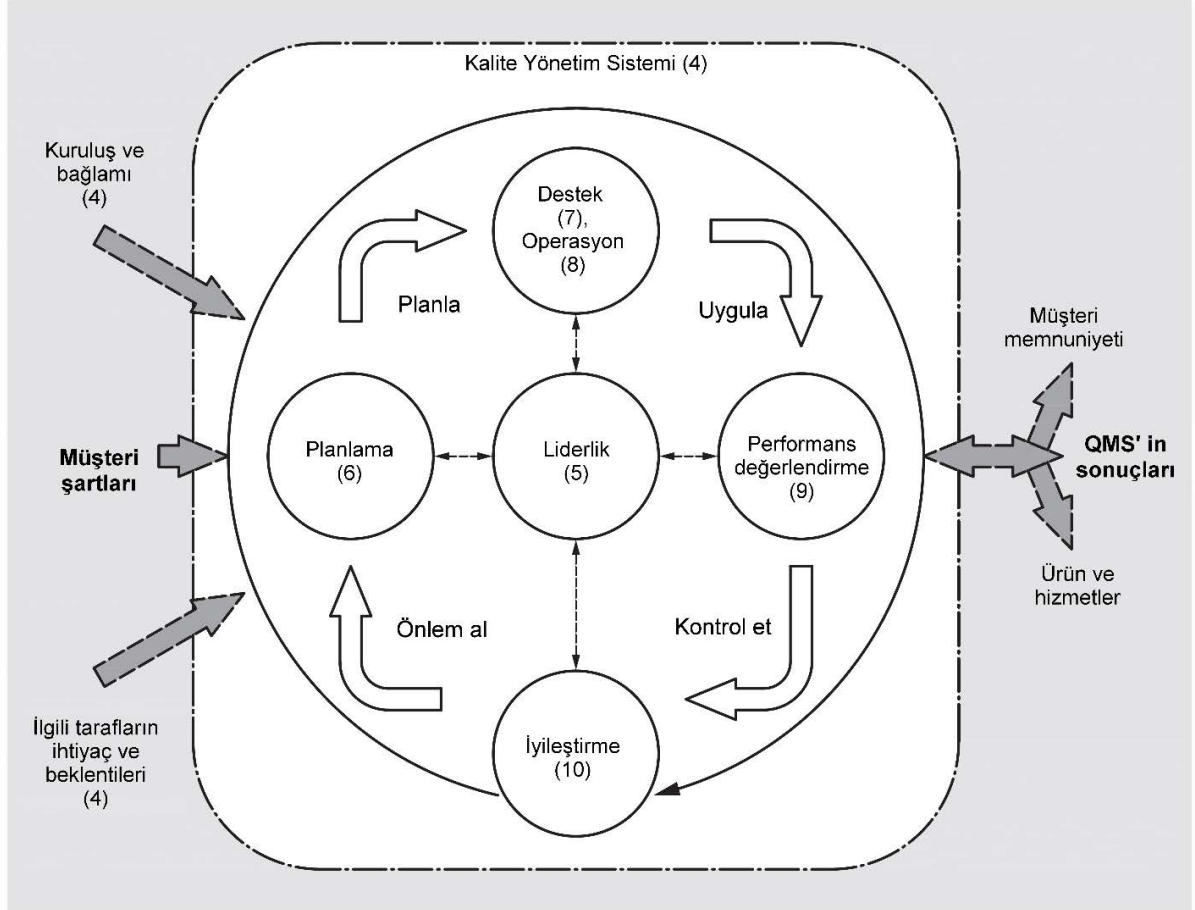 Kalite Yönetim Sistemi (4)
Kuruluş ve
bağlamı
(4)
Destek
(7),
Operasyon
(8)
Planla
Uygula
Müşteri
memnuniyeti
Müşteri
şartları
Planlama
(6)
Liderlik
(5)
Performans
değerlendirme
(9)
QMS' in
sonuçları
Ürün ve
hizmetler
Önlem al
Kontrol et
İlgili tarafların
ihtiyaç ve
beklentileri
(4)
İyileştirme
(10)